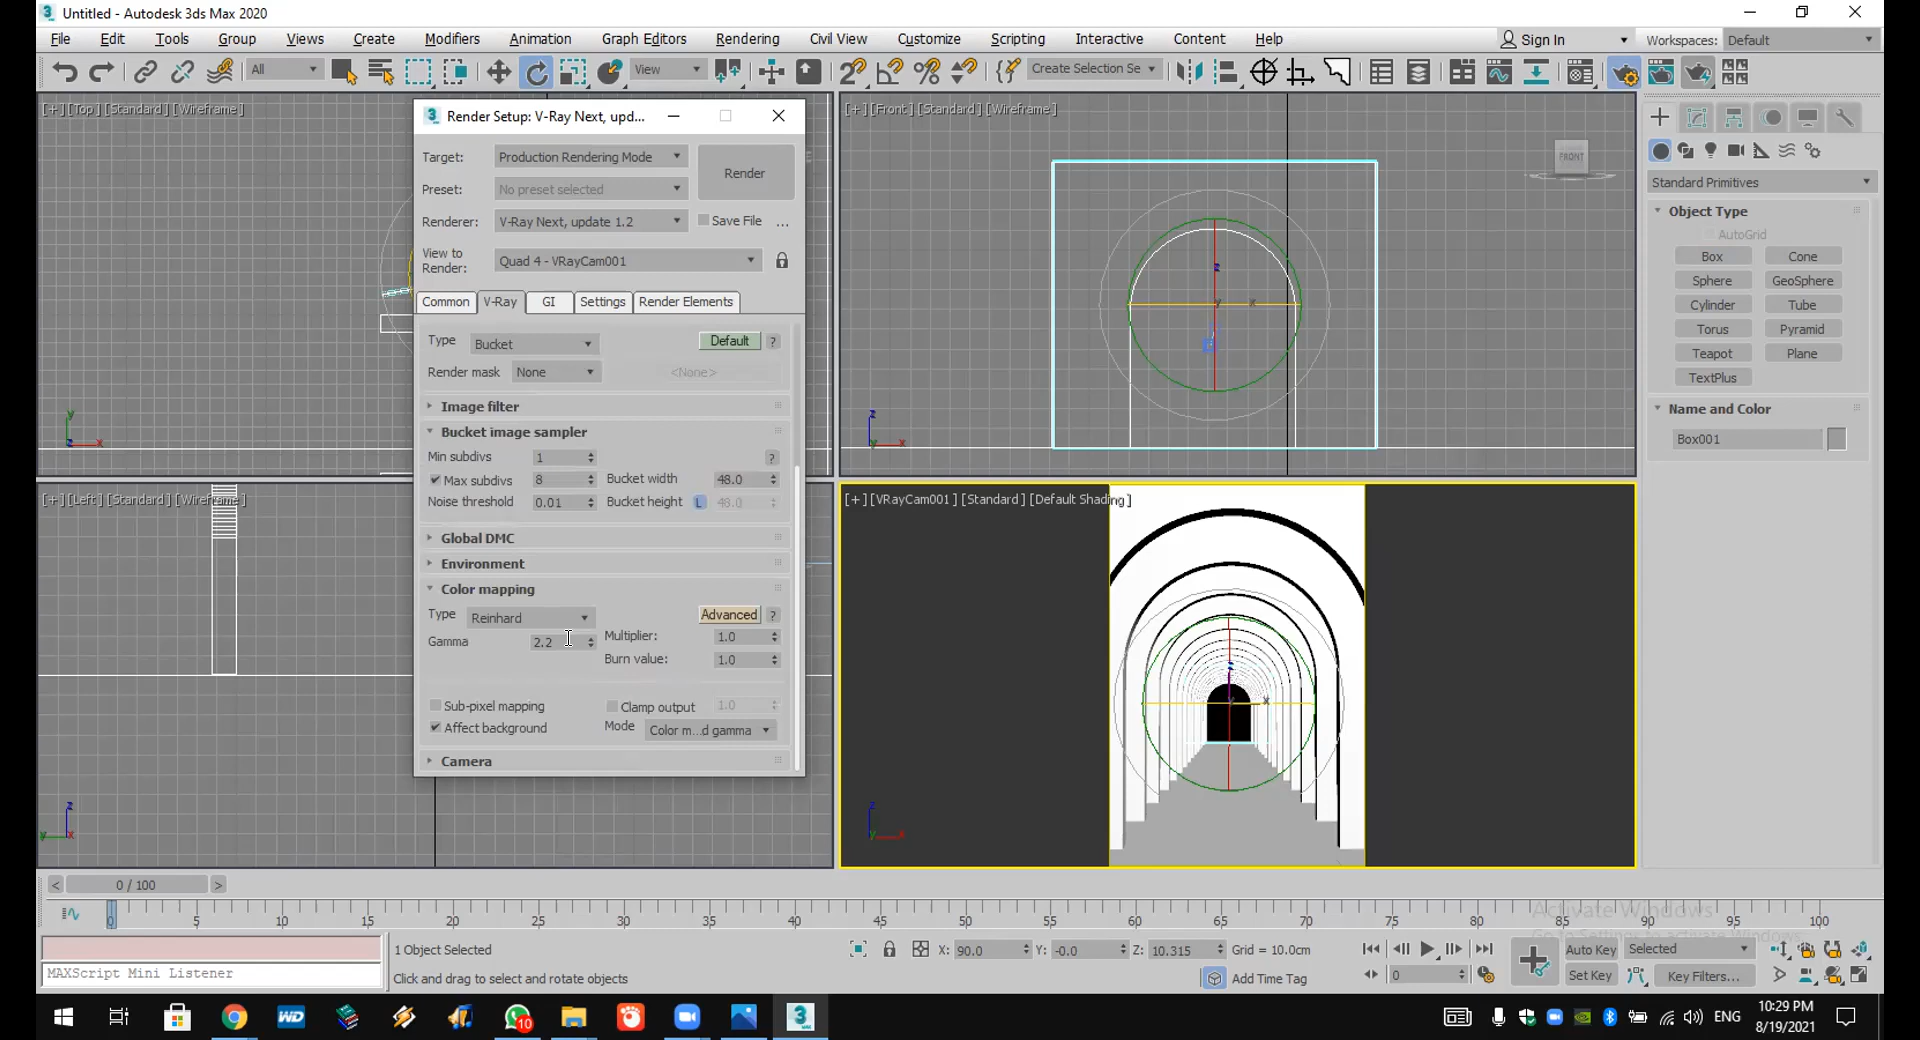 Untitled - Autodesk 3ds Max 2020
File Edit Tools Group Views Create Modifiers Animation Graph Editors Rendering Civil View Customize Scripting Interactive Content Help
Sign In
Workspaces: Default
All
View
Create Selection Se
[+] [Top] [Standard] [Wireframe]
[+] [Front] [Standard] [Wireframe]
FRONT
Render Setup: V-Ray Next, upd...
Target: Production Rendering Mode
Render
Preset: No preset selected
Renderer: V-Ray Next, update 1.2
Save File ...
View to
Render:
Quad 4 - VRayCam001
Common V-Ray GI Settings Render Elements
Type Bucket Default ?
Render mask None <None>
Image filter
Bucket image sampler
Min subdivs 1 ?
Max subdivs 8 Bucket width 48.0
Noise threshold 0.01 Bucket height L 48.0
Global DMC
Environment
Color mapping
Type Reinhard Advanced ?
Gamma 2.2 Multiplier: 1.0
Burn value: 1.0
Sub-pixel mapping Clamp output 1.0
Affect background Mode Color m...d gamma
Camera
[+] [Left] [Standard] [Wireframe]
[+] [VRayCam001] [Standard] [Default Shading]
Standard Primitives
Object Type
AutoGrid
Box Cone
Sphere GeoSphere
Cylinder Tube
Torus Pyramid
Teapot Plane
TextPlus
Name and Color
Box001
< 0 / 100 >
0 5 10 15 20 25 30 35 40 45 50 55 60 65 70 75 80 85 90 95 100
Activate Windows
Go to Settings to activate Windows.
1 Object Selected
X: 90.0 Y: -0.0 Z: 10.315 Grid = 10.0cm
Auto Key Selected
MAXScript Mini Listener
Click and drag to select and rotate objects
Add Time Tag
0
Set Key Key Filters...
10
ENG
10:29 PM
8/19/2021